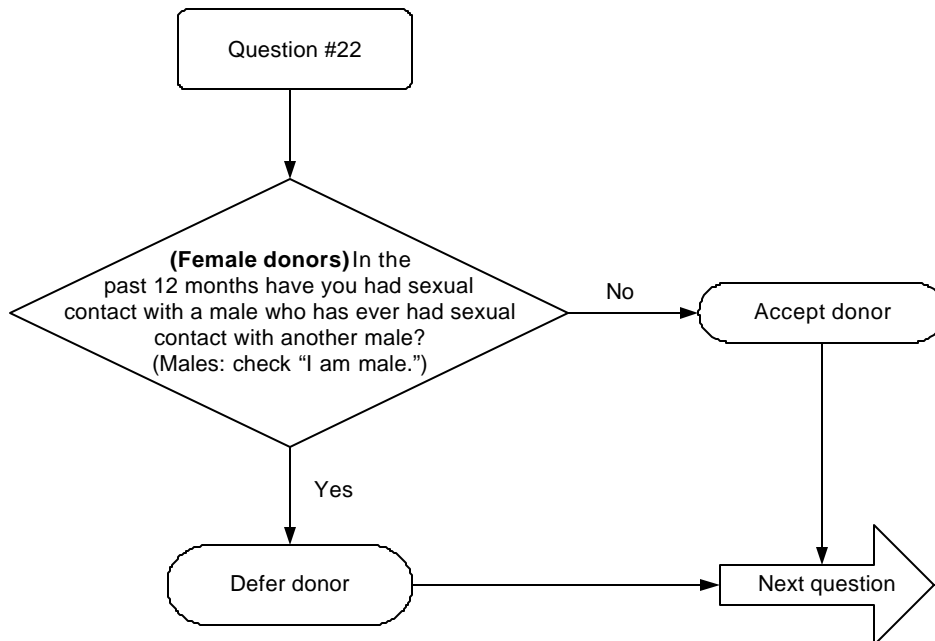 Question #22
(Female donors) In the
past 12 months have you had sexual
contact with a male who has ever had sexual
contact with another male?
(Males: check “I am male.”)
No
Accept donor
Yes
Defer donor
Next question